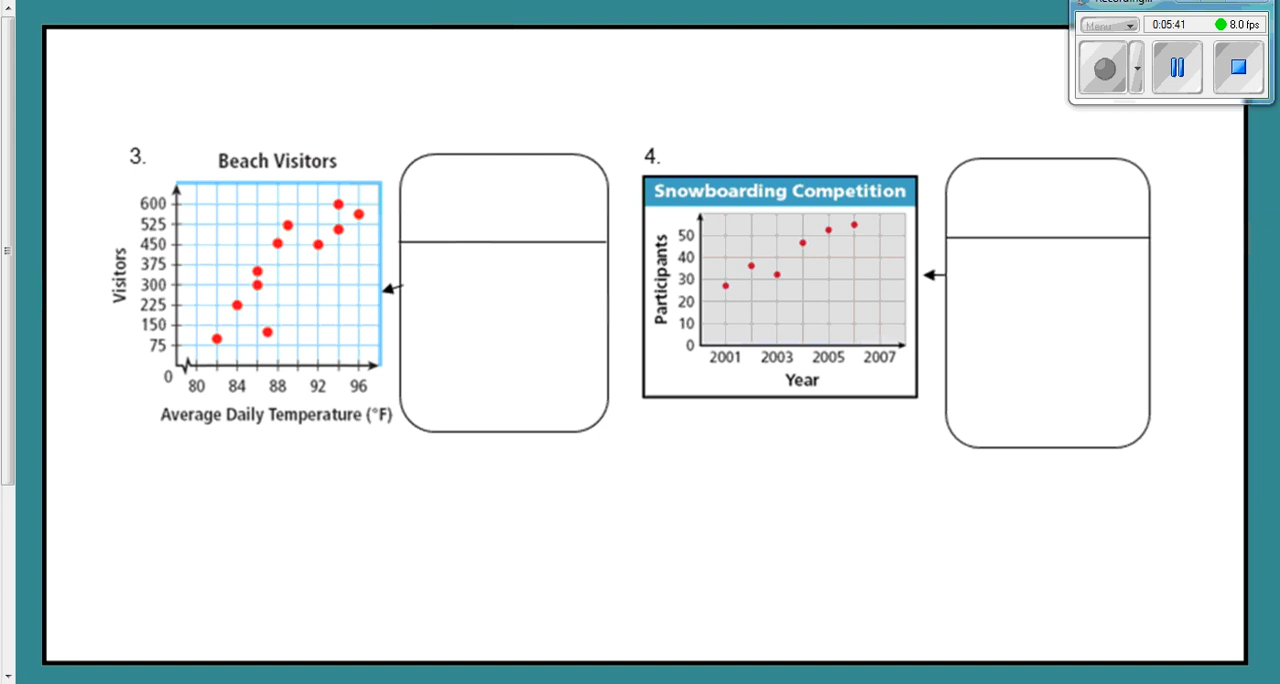 Menu
0:05:41
8.0 fps
3.
Beach Visitors
600
525
450
375
300
225
150
75
0
Visitors
80 84 88 92 96
Average Daily Temperature (°F)
4.
Snowboarding Competition
50
40
30
20
10
0
Participants
2001 2003 2005 2007
Year